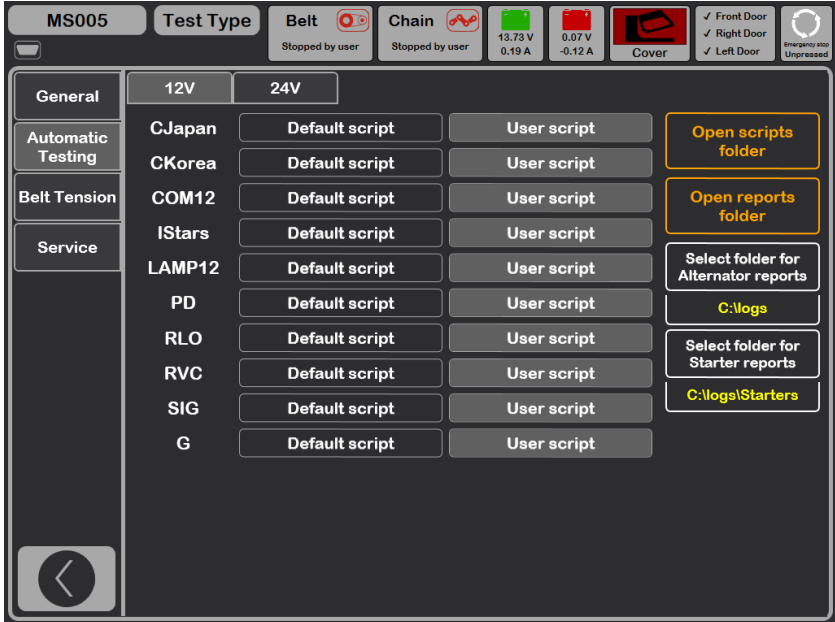 MS005
Test Type
Belt
Stopped by user
Chain
Stopped by user
13.73 V
0.19 A
0.07 V
-0.12 A
Cover
✓ Front Door
✓ Right Door
✓ Left Door
Emergency stop
Unpressed
General
Automatic
Testing
Belt Tension
Service
12V
24V
CJapan
Default script
User script
CKorea
Default script
User script
COM12
Default script
User script
IStars
Default script
User script
LAMP12
Default script
User script
PD
Default script
User script
RLO
Default script
User script
RVC
Default script
User script
SIG
Default script
User script
G
Default script
User script
Open scripts
folder
Open reports
folder
Select folder for
Alternator reports
C:\logs
Select folder for
Starter reports
C:\logs\Starters